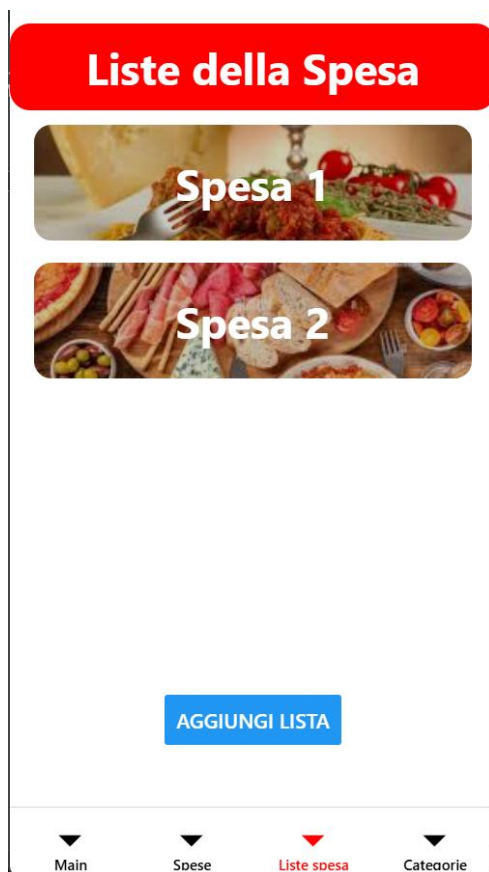 Liste della Spesa
Spesa 1
Spesa 2
AGGIUNGI LISTA
Main
Spese
Liste spesa
Categorie